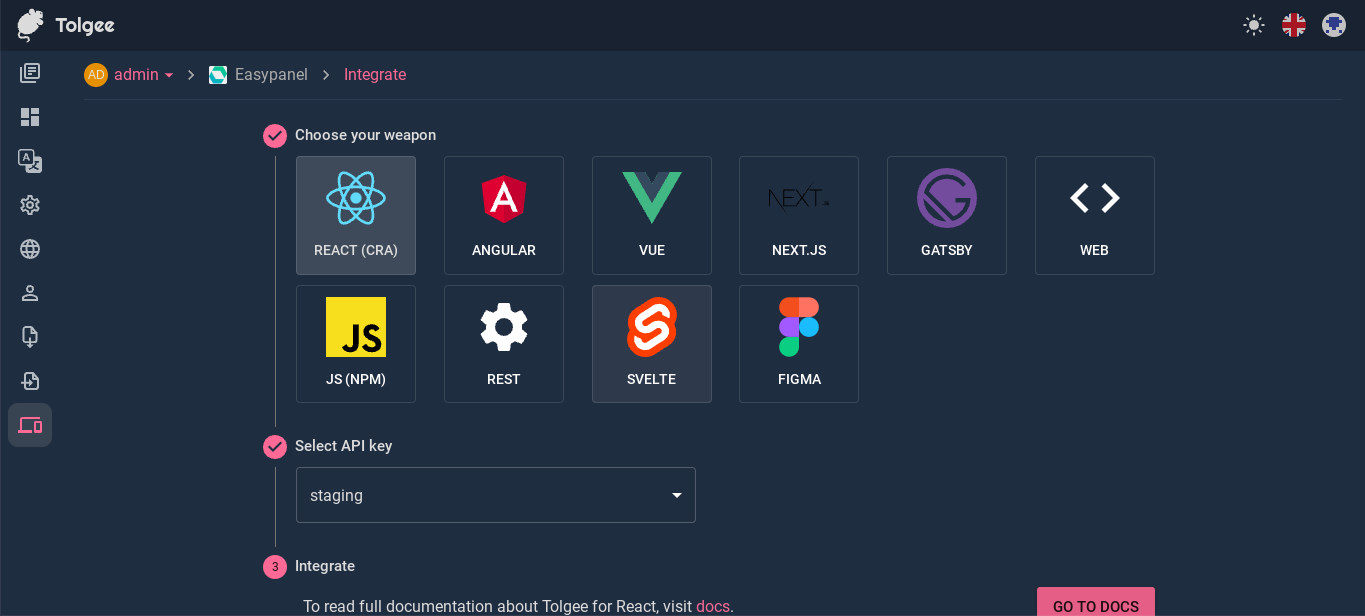 Tolgee
AD admin Easypanel Integrate
Choose your weapon
REACT (CRA) ANGULAR VUE NEXT.JS GATSBY WEB
JS
JS (NPM) REST SVELTE FIGMA
Select API key
staging
3 Integrate
To read full documentation about Tolgee for React, visit docs.
GO TO DOCS